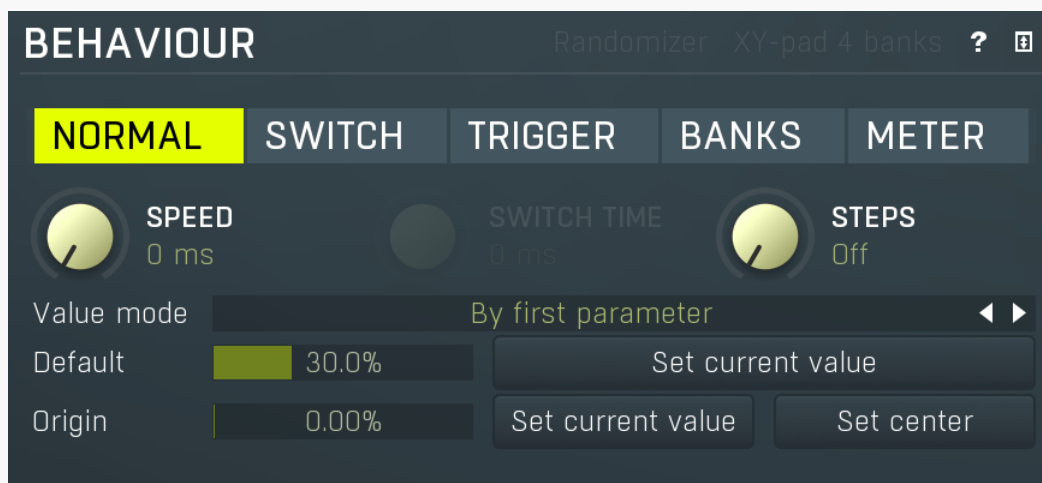 BEHAVIOUR Randomizer XY-pad 4 banks ?
NORMAL SWITCH TRIGGER BANKS METER
SPEED SWITCH TIME STEPS
0 ms 0 ms Off
Value mode By first parameter
Default 30.0% Set current value
Origin 0.00% Set current value Set center